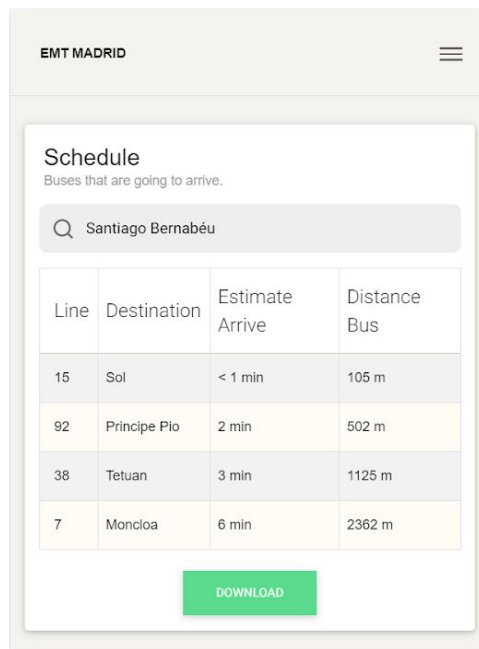 EMT MADRID
Schedule
Buses that are going to arrive.
Santiago Bernabéu
Line Destination Estimate Arrive Distance Bus
15 Sol < 1 min 105 m
92 Principe Pio 2 min 502 m
38 Tetuan 3 min 1125 m
7 Moncloa 6 min 2362 m
DOWNLOAD